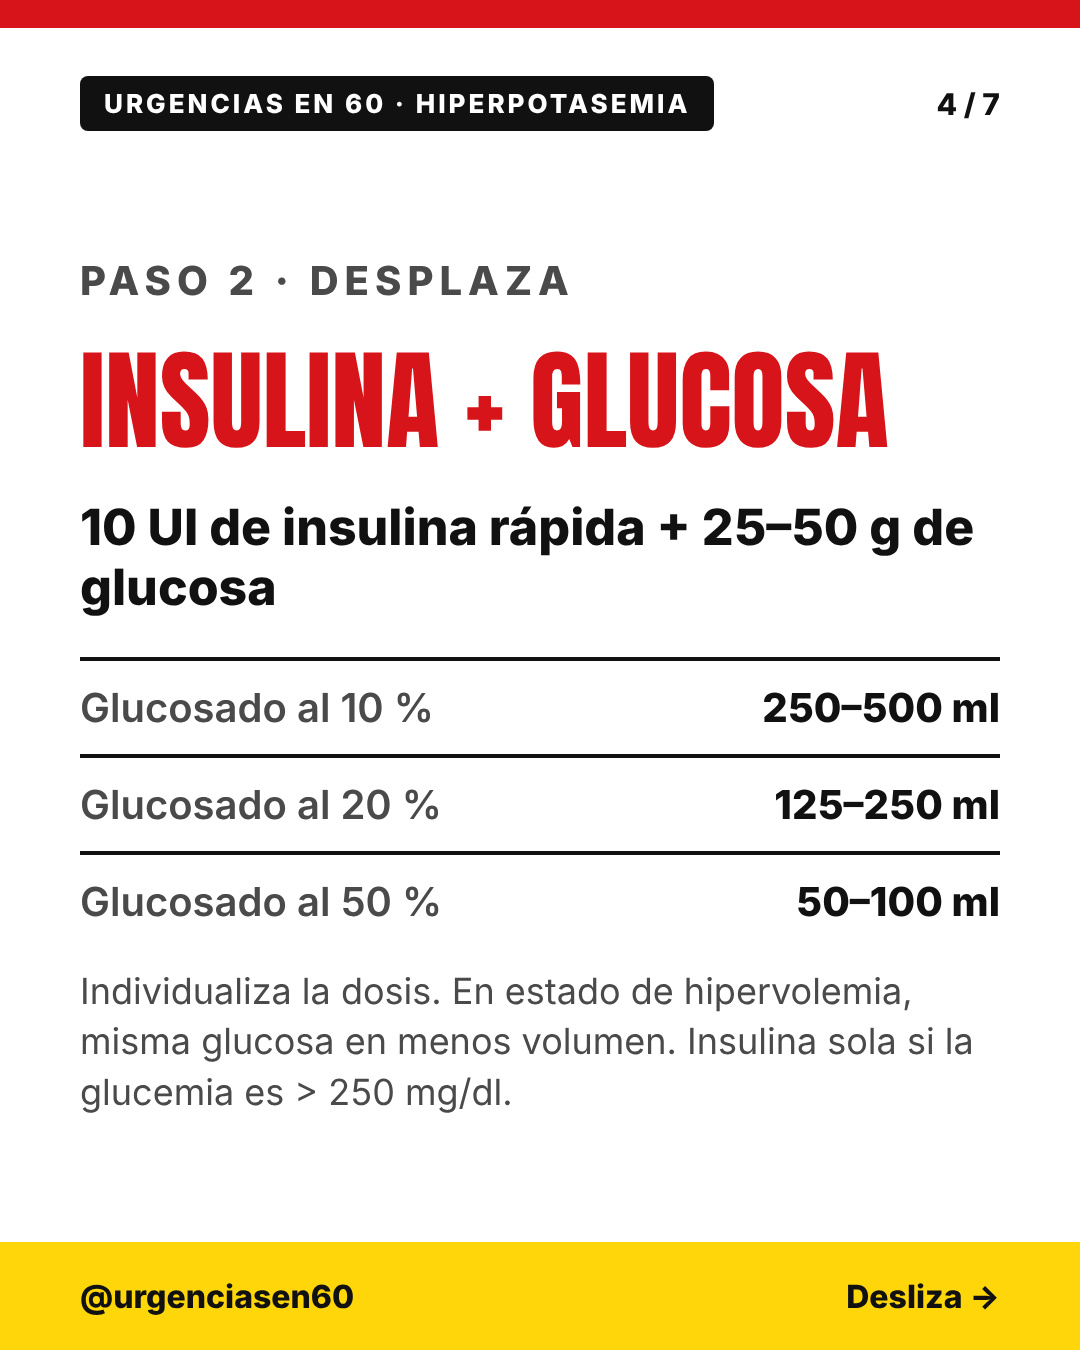 URGENCIAS EN 60 · HIPERPOTASEMIA
4 / 7
PASO 2 · DESPLAZA
INSULINA + GLUCOSA
10 UI de insulina rápida + 25–50 g de
glucosa
Glucosado al 10 % 250–500 ml
Glucosado al 20 % 125–250 ml
Glucosado al 50 % 50–100 ml
Individualiza la dosis. En estado de hipervolemia,
misma glucosa en menos volumen. Insulina sola si la
glucemia es > 250 mg/dl.
@urgenciasen60
Desliza →